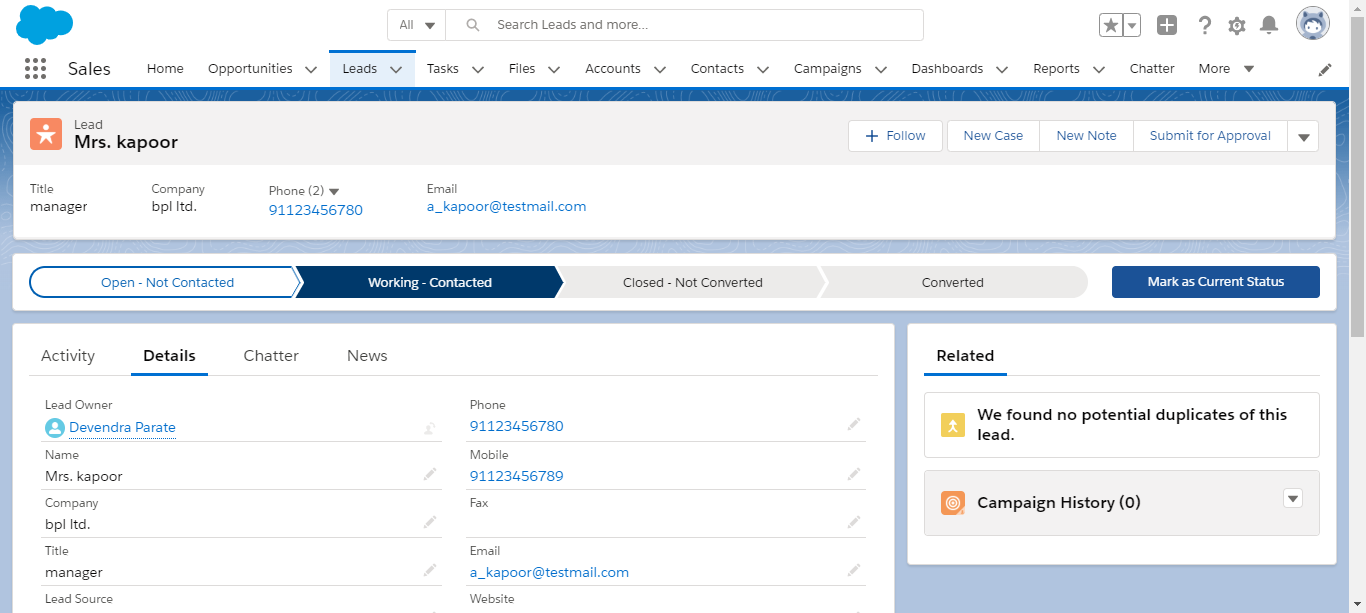 All
Search Leads and more...
Sales
Home
Opportunities
Leads
Tasks
Files
Accounts
Contacts
Campaigns
Dashboards
Reports
Chatter
More
Lead
Mrs. kapoor
Follow
New Case
New Note
Submit for Approval
Title
manager
Company
bpl ltd.
Phone (2)
91123456780
Email
a_kapoor@testmail.com
Open - Not Contacted
Working - Contacted
Closed - Not Converted
Converted
Mark as Current Status
Activity
Details
Chatter
News
Lead Owner
Devendra Parate
Name
Mrs. kapoor
Company
bpl ltd.
Title
manager
Lead Source
Phone
91123456780
Mobile
91123456789
Fax
Email
a_kapoor@testmail.com
Website
Related
We found no potential duplicates of this
lead.
Campaign History (0)